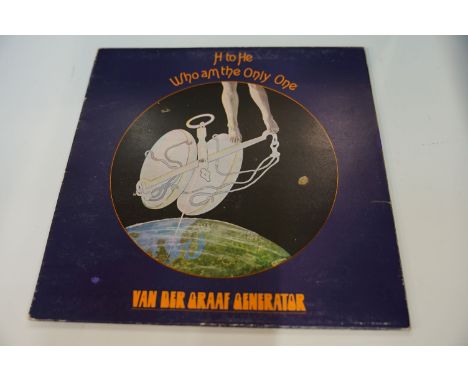 H to He
Who am the Only One
VAN DER GRAAF GENERATOR